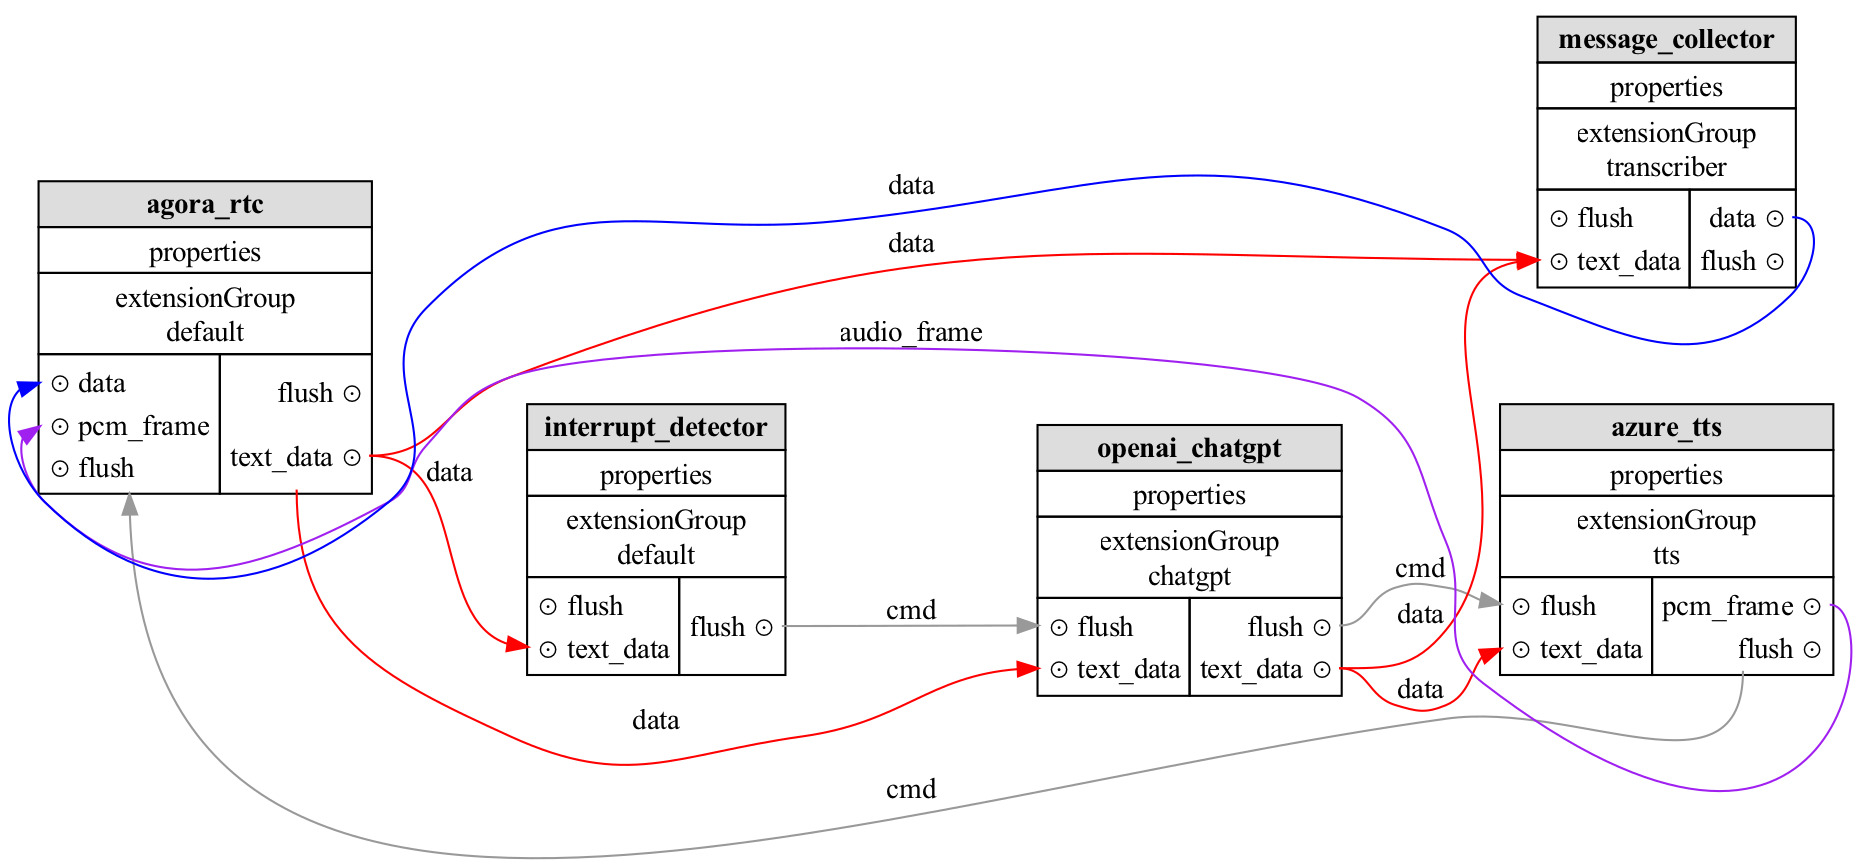 message_collector
properties
extensionGroup
transcriber
⊙ flush
data ⊙
⊙ text_data
flush ⊙
agora_rtc
properties
extensionGroup
default
⊙ data
flush ⊙
⊙ pcm_frame
text_data ⊙
⊙ flush
data
data
audio_frame
data
interrupt_detector
properties
extensionGroup
default
⊙ flush
flush ⊙
⊙ text_data
cmd
data
openai_chatgpt
properties
extensionGroup
chatgpt
⊙ flush
flush ⊙
⊙ text_data
text_data ⊙
cmd
data
data
azure_tts
properties
extensionGroup
tts
⊙ flush
pcm_frame ⊙
⊙ text_data
flush ⊙
cmd